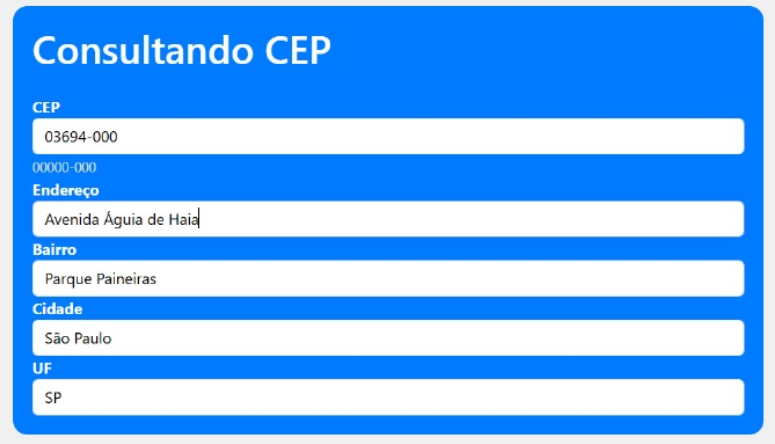 Consultando CEP
CEP
03694-000
00000-000
Endereço
Avenida Águia de Haia
Bairro
Parque Paineiras
Cidade
São Paulo
UF
SP